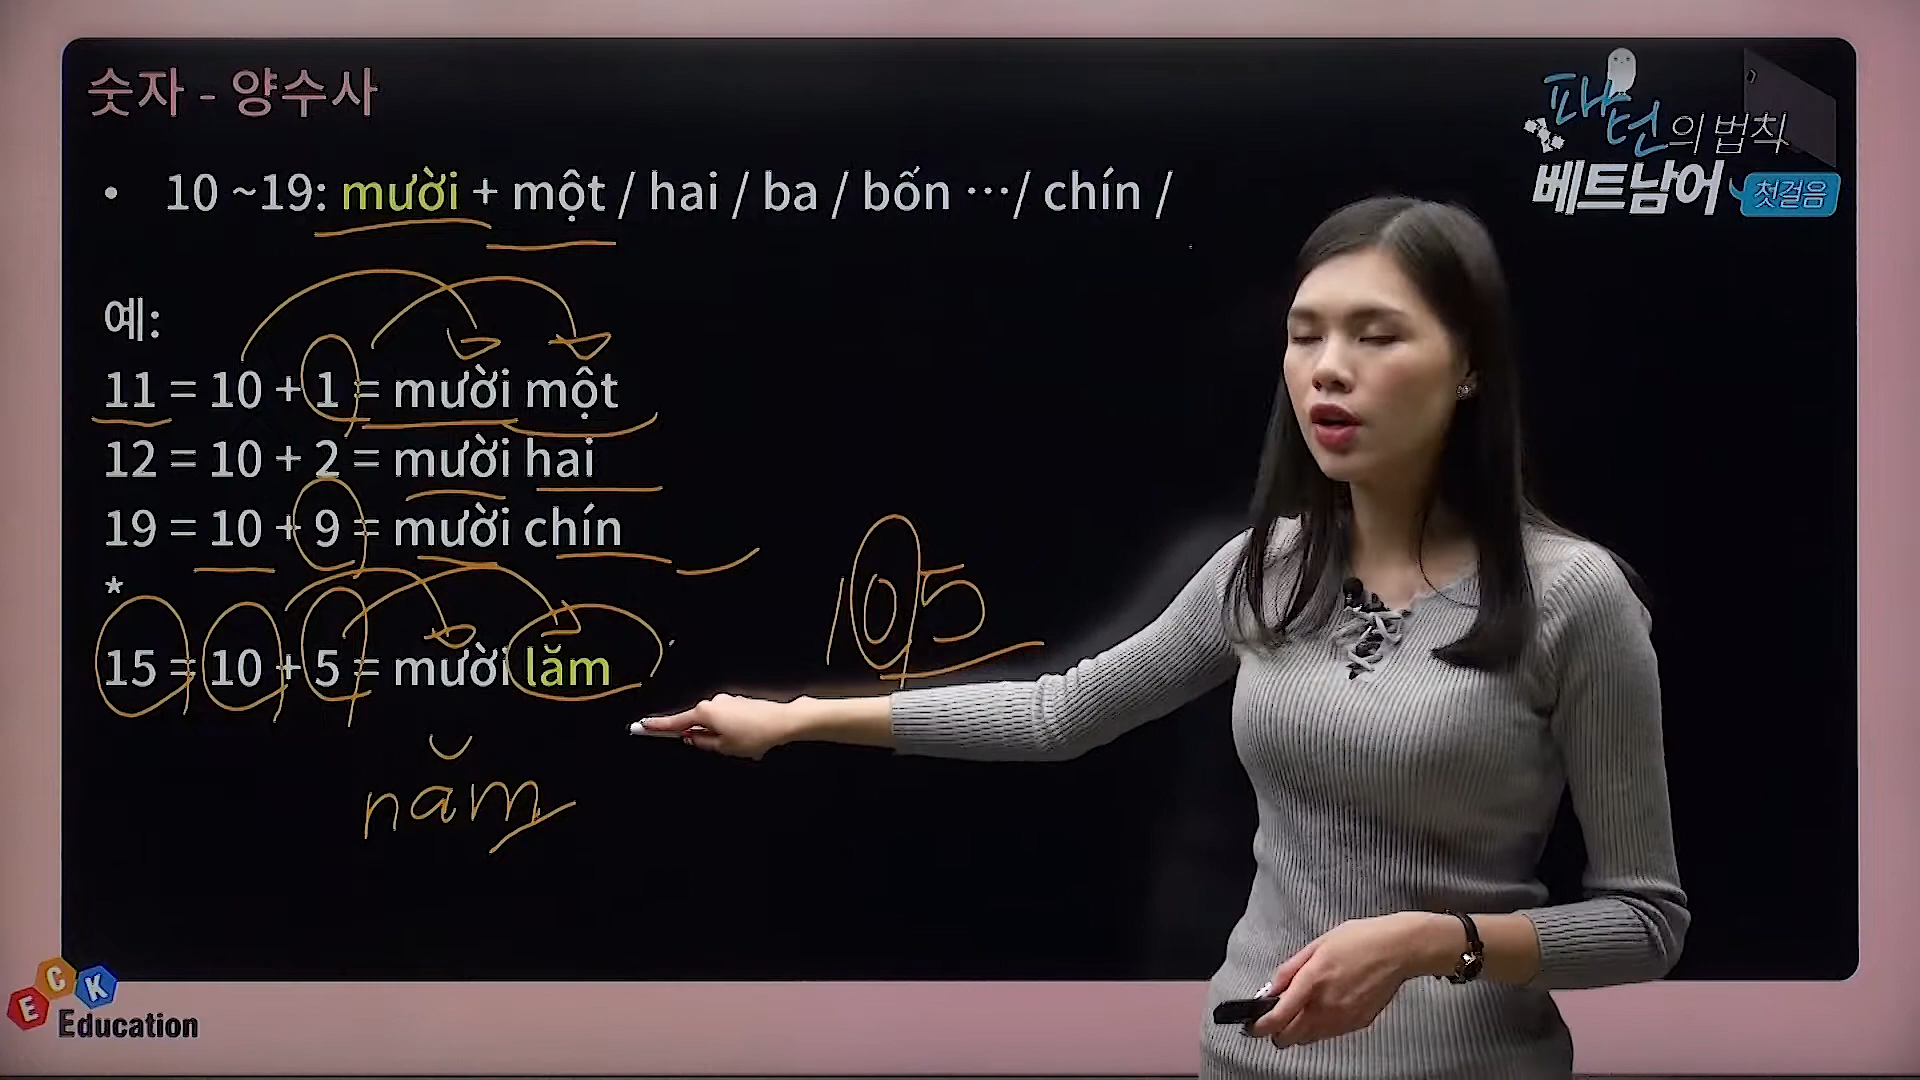 숫자 - 양수사
패턴의 법칙
베트남어 첫걸음
• 10 ~19: mười + một / hai / ba / bốn …/ chín /
예:
11 = 10 + 1 = mười một
12 = 10 + 2 = mười hai
19 = 10 + 9 = mười chín
*
15 = 10 + 5 = mười lăm
105
năm
ECK
Education